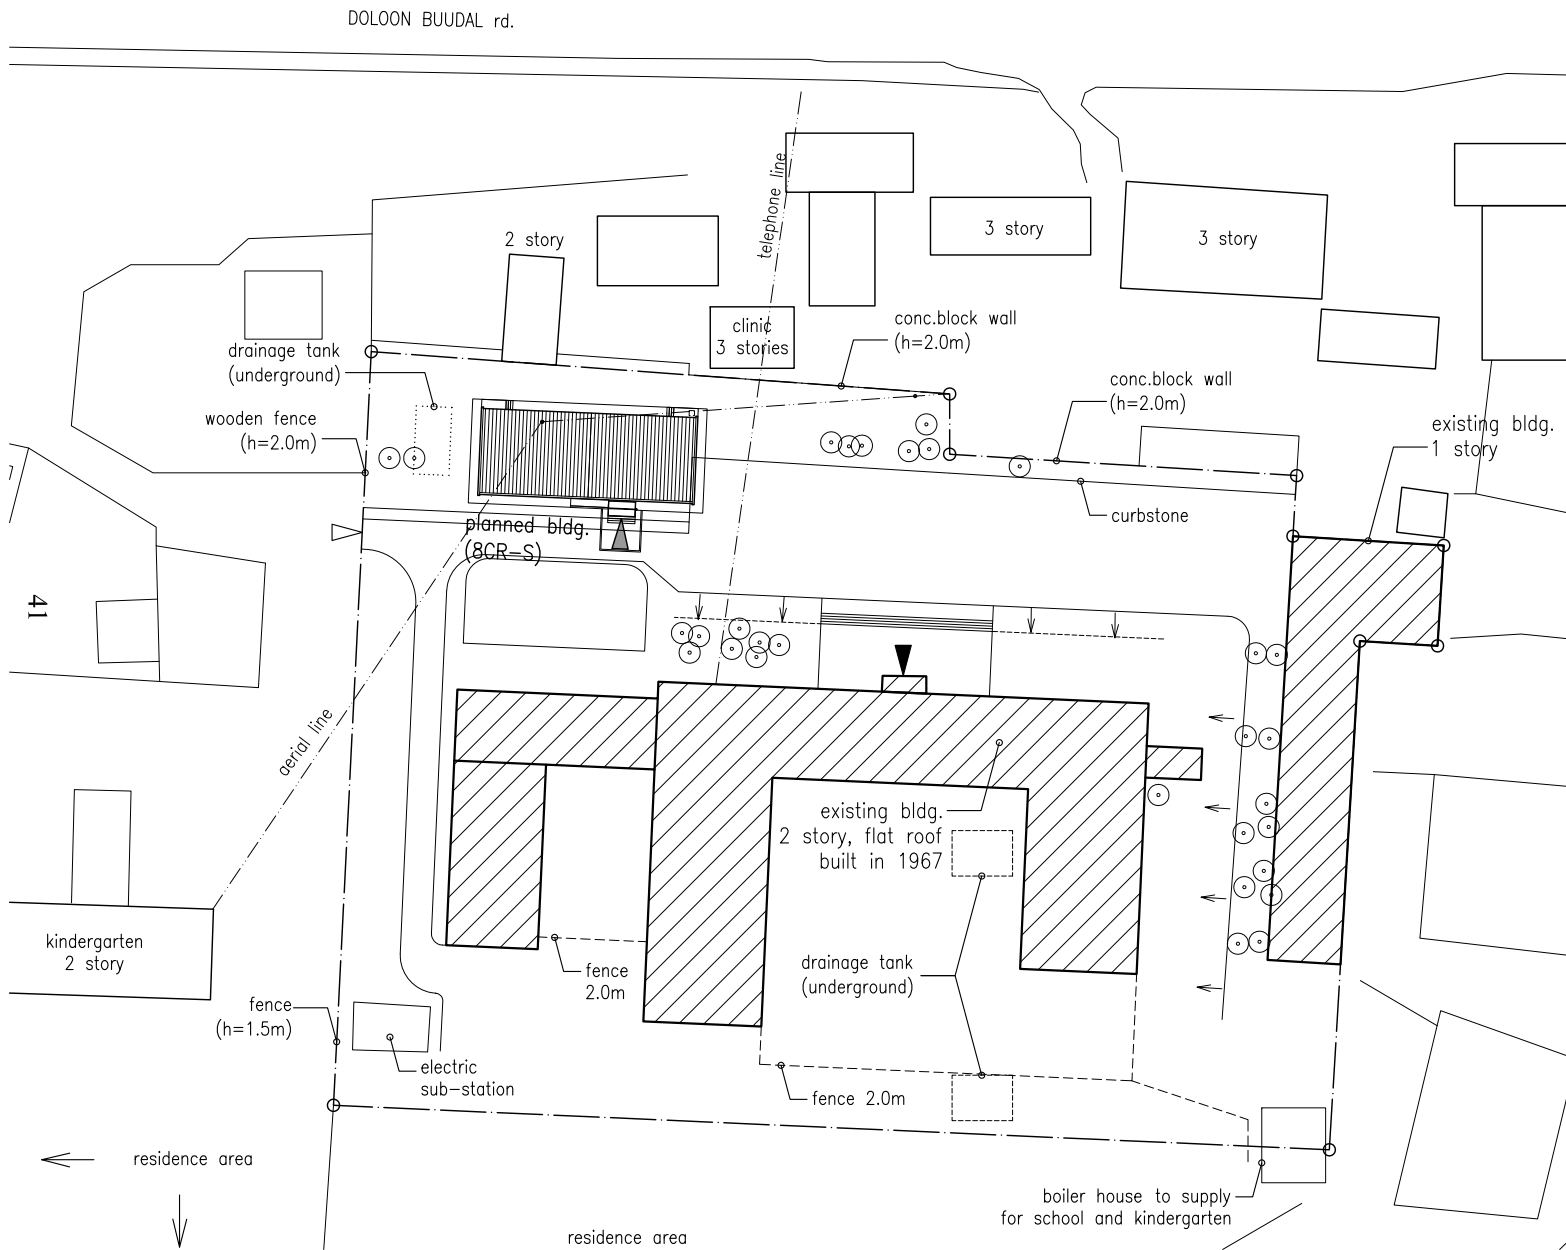 DOLOON BUUDAL rd.
telephone line
2 story
3 story
3 story
clinic
3 stories
conc.block wall
(h=2.0m)
drainage tank
(underground)
conc.block wall
(h=2.0m)
wooden fence
(h=2.0m)
existing bldg.
1 story
curbstone
planned bldg.
(8CR-S)
41
aerial line
existing bldg.
2 story, flat roof
built in 1967
kindergarten
2 story
fence
2.0m
drainage tank
(underground)
fence
(h=1.5m)
electric
sub-station
fence 2.0m
residence area
boiler house to supply
for school and kindergarten
residence area